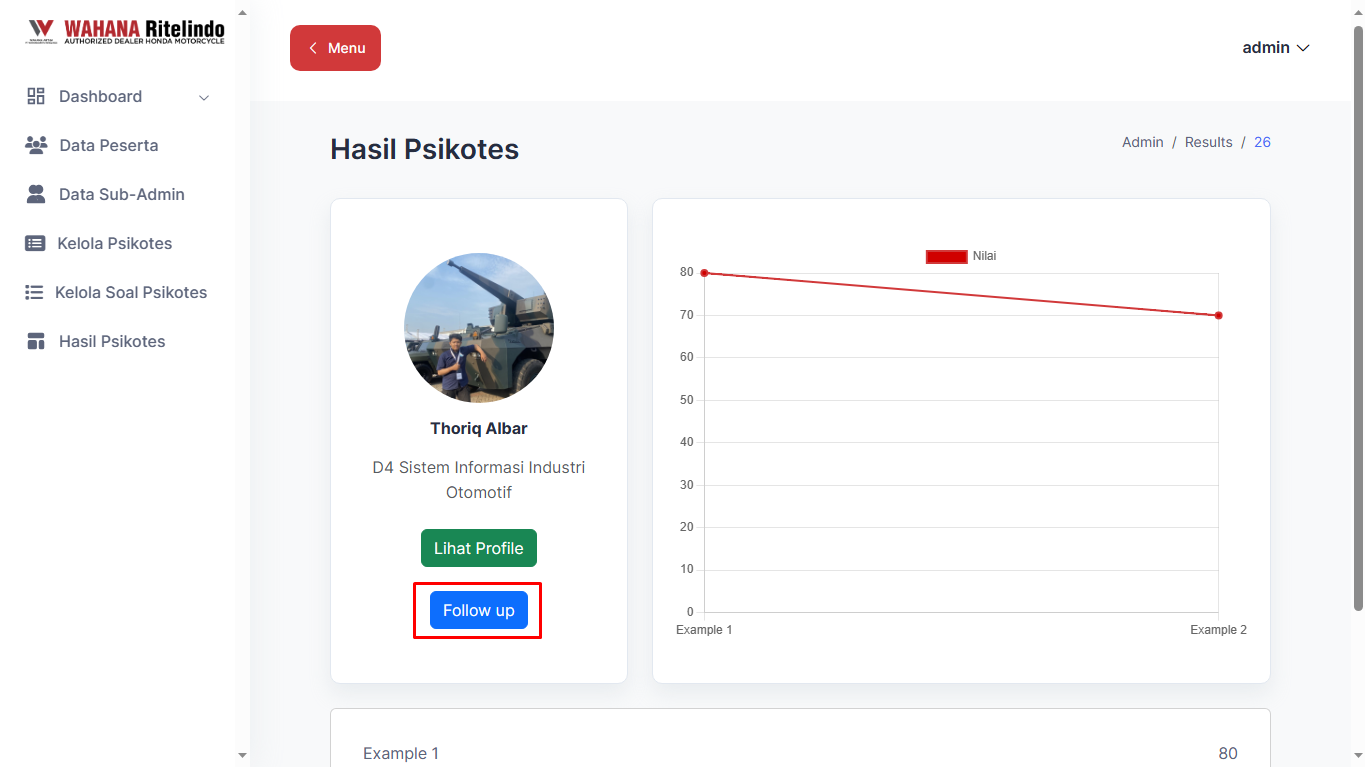 WAHANA Ritelindo
AUTHORIZED DEALER HONDA MOTORCYCLE
Dashboard
Data Peserta
Data Sub-Admin
Kelola Psikotes
Kelola Soal Psikotes
Hasil Psikotes
Menu
admin
Hasil Psikotes
Admin / Results / 26
Thoriq Albar
D4 Sistem Informasi Industri
Otomotif
Lihat Profile
Follow up
Nilai
80
70
60
50
40
30
20
10
0
Example 1
Example 2
Example 1
80